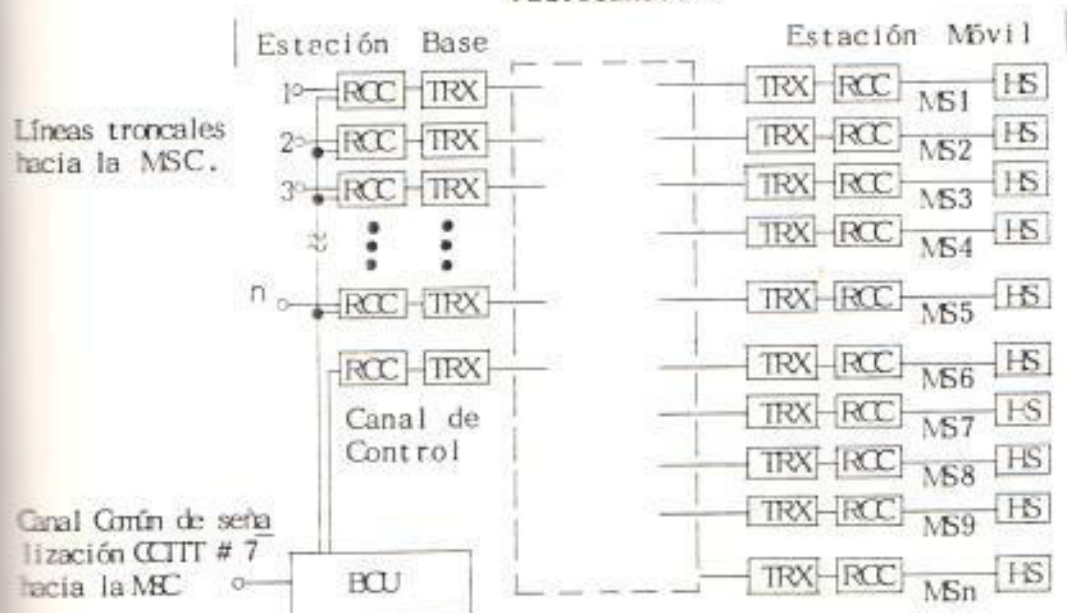 Estación Base
Estación Móvil
1 RCC TRX
TRX RCC MS1 HS
Líneas troncales
hacia la MSC.
2 RCC TRX
TRX RCC MS2 HS
3 RCC TRX
TRX RCC MS3 HS
TRX RCC MS4 HS
n RCC TRX
TRX RCC MS5 HS
RCC TRX
TRX RCC MS6 HS
Canal de
Control
TRX RCC MS7 HS
TRX RCC MS8 HS
TRX RCC MS9 HS
Canal Común de seña
lización CCITT # 7
hacia la MSC
BCU
TRX RCC MSn HS